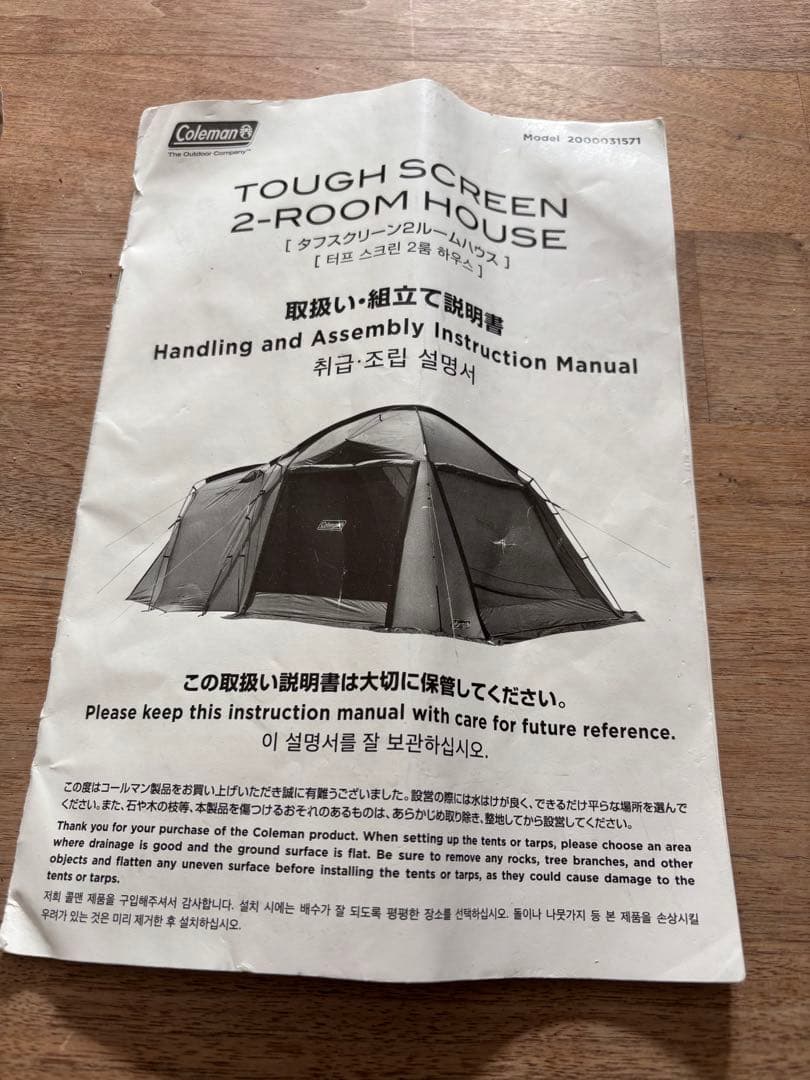 Coleman
The Outdoor Company™
Model 2000031571
TOUGH SCREEN
2-ROOM HOUSE
[ タフスクリーン2ルームハウス ]
[ 터프 스크린 2룸 하우스 ]
取扱い・組立て説明書
Handling and Assembly Instruction Manual
취급·조립 설명서
Coleman
この取扱い説明書は大切に保管してください。
Please keep this instruction manual with care for future reference.
이 설명서를 잘 보관하십시오.
この度はコールマン製品をお買い上げいただき誠に有難うございました。設営の際には水はけが良く、できるだけ平らな場所を選んで
ください。また、石や木の枝等、本製品を傷つけるおそれのあるものは、あらかじめ取り除き、整地してから設営してください。
Thank you for your purchase of the Coleman product. When setting up the tents or tarps, please choose an area
where drainage is good and the ground surface is flat. Be sure to remove any rocks, tree branches, and other
objects and flatten any uneven surface before installing the tents or tarps, as they could cause damage to the
tents or tarps.
저희 콜맨 제품을 구입해주셔서 감사합니다. 설치 시에는 배수가 잘 되도록 평평한 장소를 선택하십시오. 돌이나 나뭇가지 등 본 제품을 손상시킬
우려가 있는 것은 미리 제거한 후 설치하십시오.